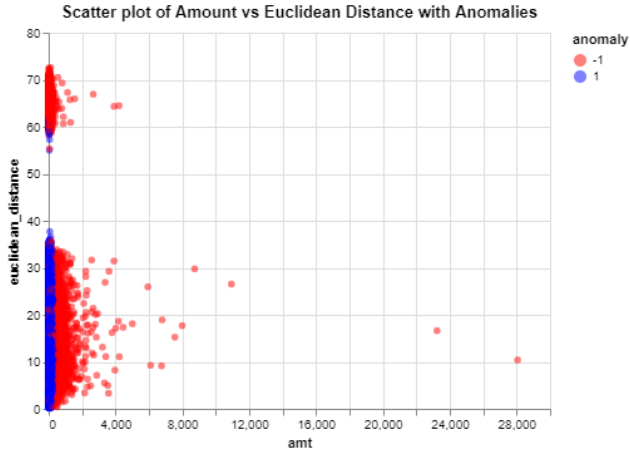 Scatter plot of Amount vs Euclidean Distance with Anomalies
anomaly
-1
1
80
70
60
50
40
30
20
10
0
euclidean_distance
0 4,000 8,000 12,000 16,000 20,000 24,000 28,000
amt